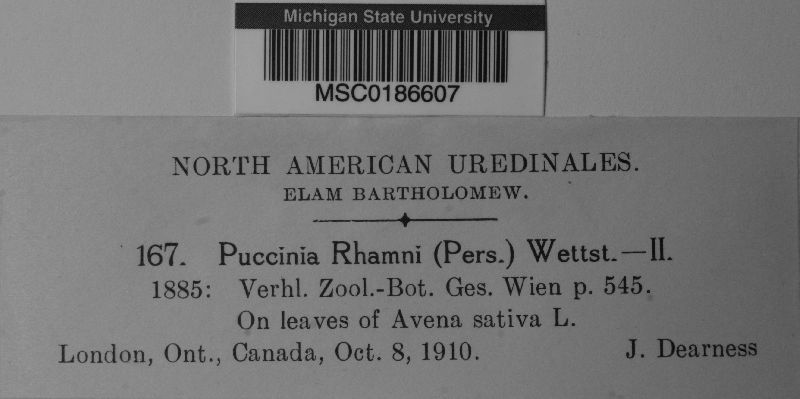 Michigan State University
MSC0186607
NORTH AMERICAN UREDINALES.
ELAM BARTHOLOMEW.
167. Puccinia Rhamni (Pers.) Wettst.—II.
1885: Verhl. Zool.-Bot. Ges. Wien p. 545.
On leaves of Avena sativa L.
London, Ont., Canada, Oct. 8, 1910. J. Dearness